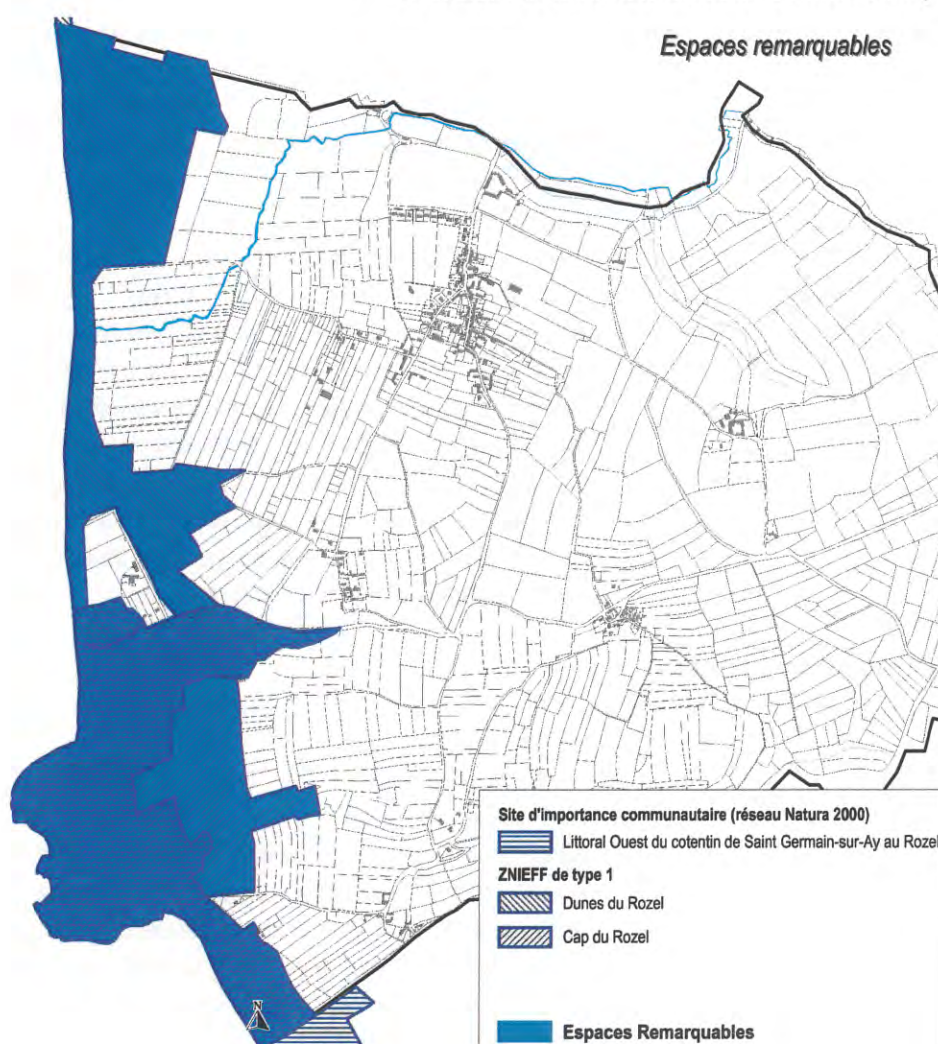 Espaces remarquables
Site d'importance communautaire (réseau Natura 2000)
Littoral Ouest du cotentin de Saint Germain-sur-Ay au Rozel
ZNIEFF de type 1
Dunes du Rozel
Cap du Rozel
N
Espaces Remarquables